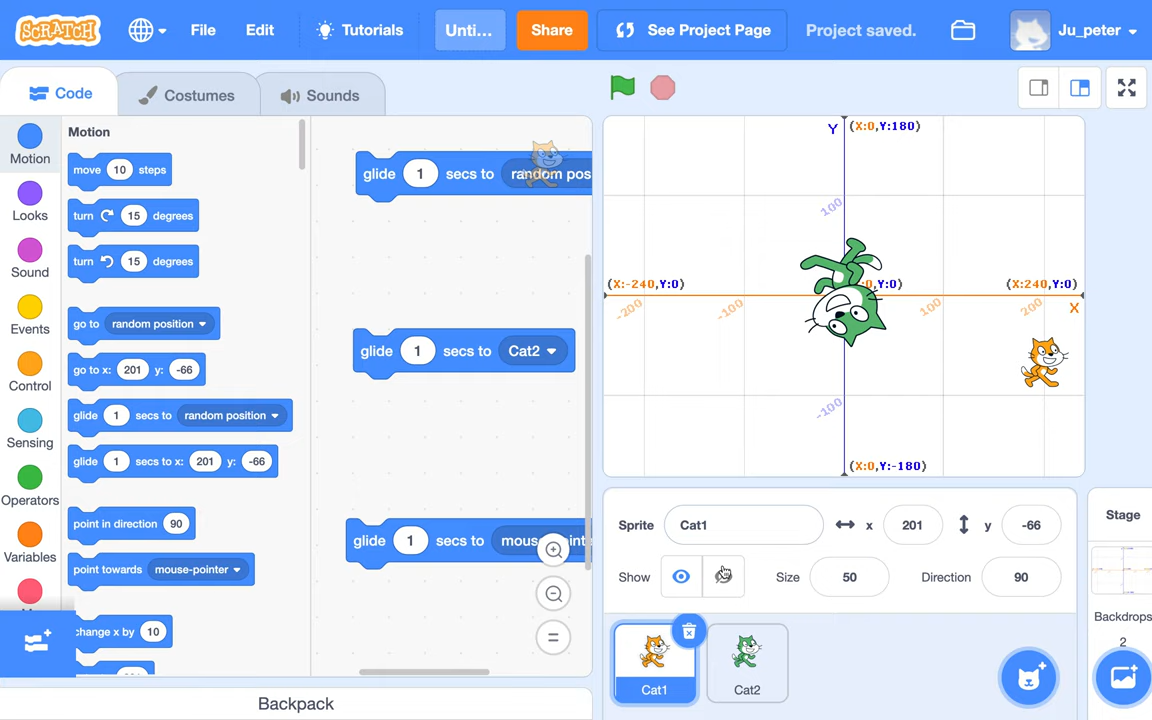 SCRATCH File Edit Tutorials Unti... Share See Project Page Project saved. Ju_peter
Code Costumes Sounds
Motion
Looks
Sound
Events
Control
Sensing
Operators
Variables
Motion
move 10 steps
turn 15 degrees
turn 15 degrees
go to random position
go to x: 201 y: -66
glide 1 secs to random position
glide 1 secs to x: 201 y: -66
point in direction 90
point towards mouse-pointer
change x by 10
glide 1 secs to random pos
glide 1 secs to Cat2
glide 1 secs to
Backpack
Y (X:0,Y:180)
100
(X:-240,Y:0) :0,Y:0) (X:240,Y:0)
-200 -100 100 200 X
-100
(X:0,Y:-180)
Sprite Cat1 x 201 y -66
Show Size 50 Direction 90
Cat1 Cat2
Stage
Backdrops
2